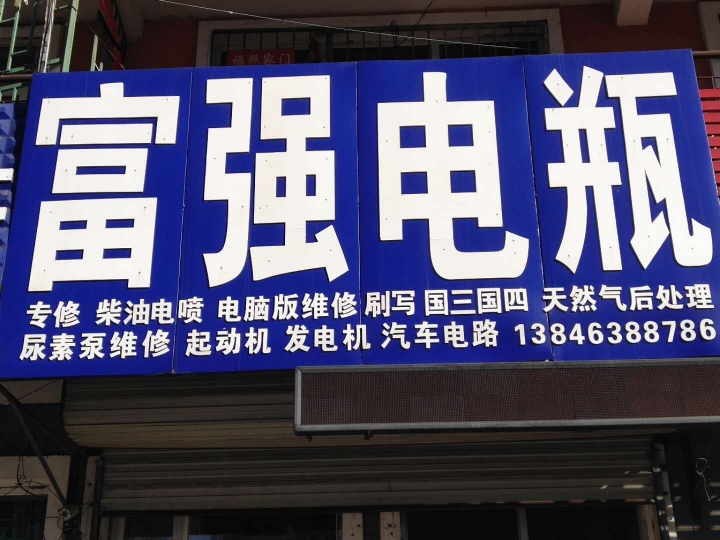 富强电瓶
专修 柴油电喷 电脑版维修 刷写 国三国四 天然气后处理
尿素泵维修 起动机 发电机 汽车电路 13846388786